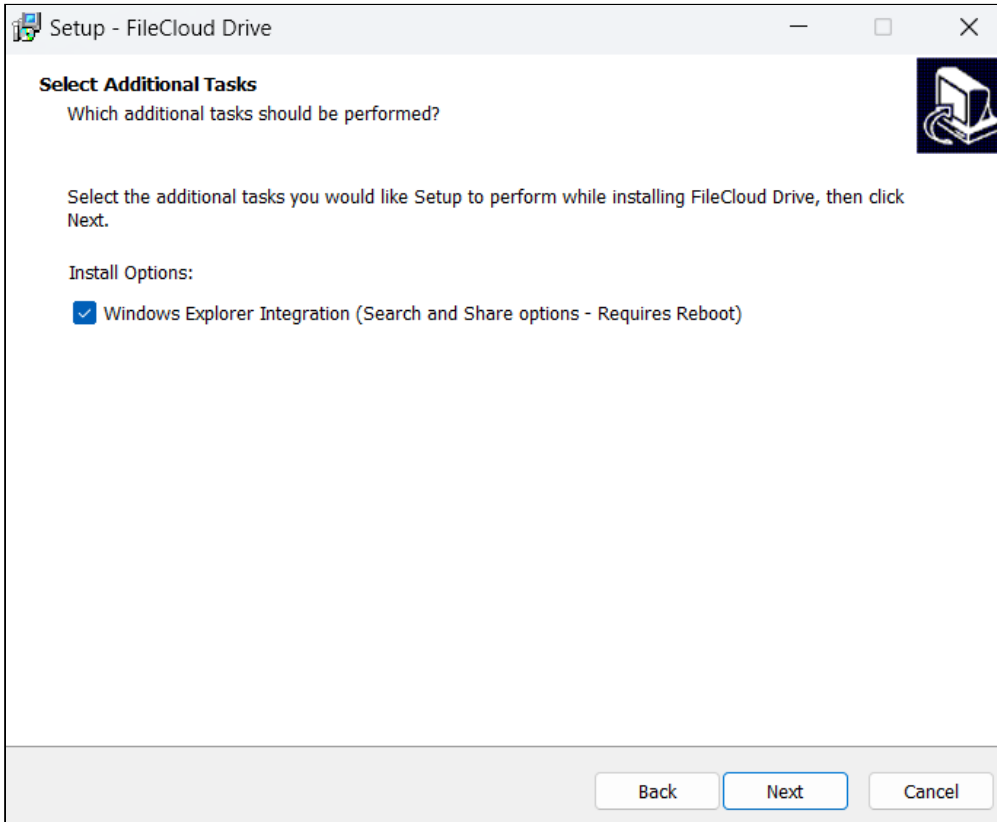 Setup - FileCloud Drive
Select Additional Tasks
Which additional tasks should be performed?
Select the additional tasks you would like Setup to perform while installing FileCloud Drive, then click
Next.
Install Options:
Windows Explorer Integration (Search and Share options - Requires Reboot)
Back
Next
Cancel